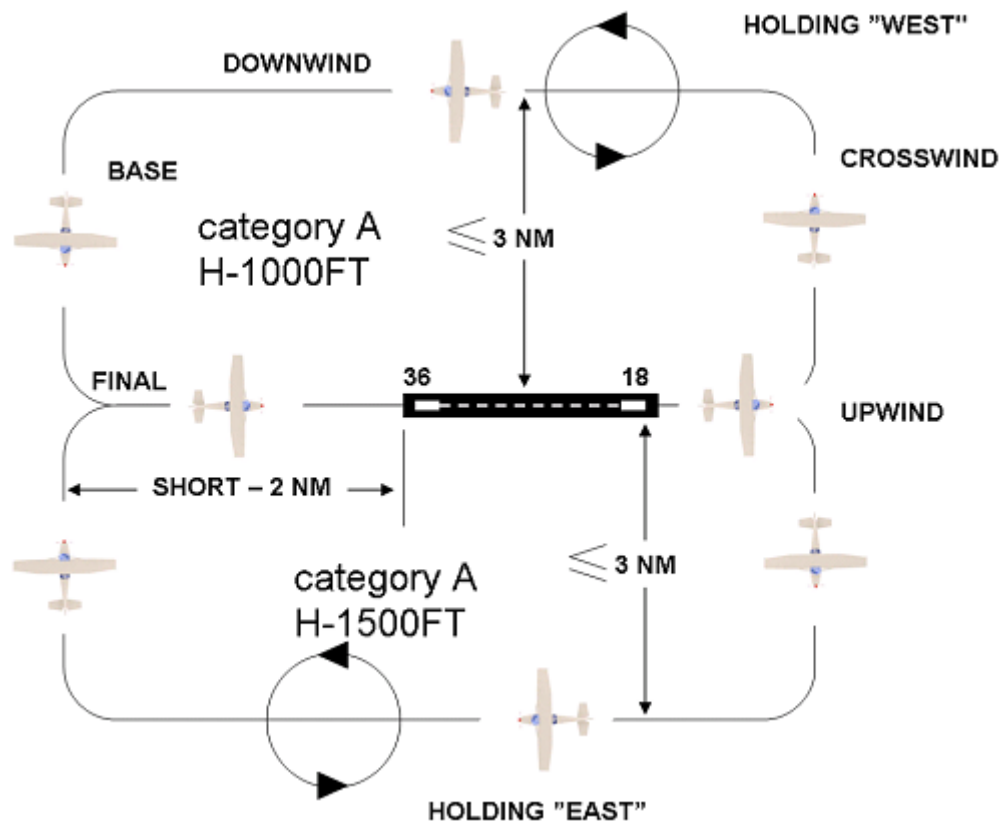 HOLDING ”WEST"
DOWNWIND
BASE
CROSSWIND
category A
H-1000FT
≤ 3 NM
FINAL
36
18
UPWIND
SHORT – 2 NM
≤ 3 NM
category A
H-1500FT
HOLDING ”EAST”